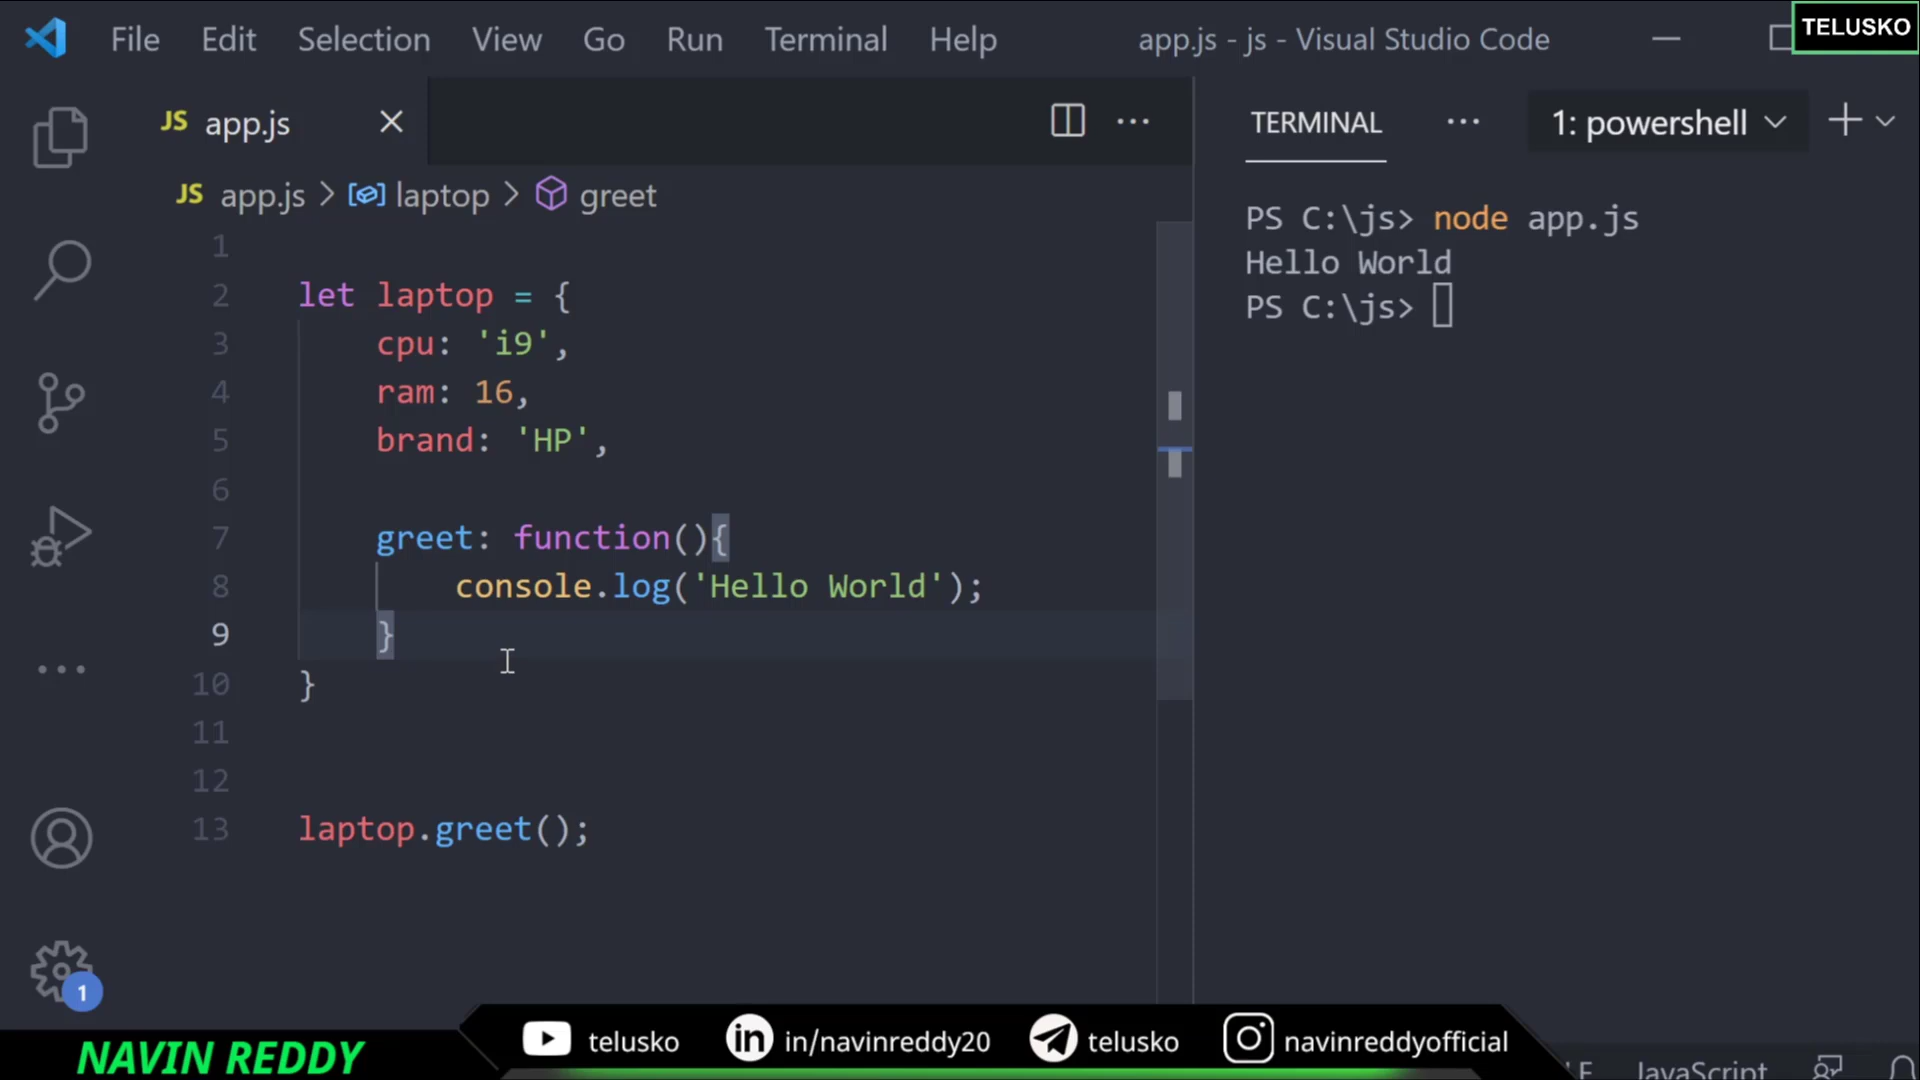 File Edit Selection View Go Run Terminal Help app.js - js - Visual Studio Code
TELUSKO
JS app.js
JS app.js > laptop > greet
1
2 let laptop = {
3     cpu: 'i9',
4     ram: 16,
5     brand: 'HP',
6
7     greet: function(){
8         console.log('Hello World');
9     }
10 }
11
12
13 laptop.greet();
TERMINAL 1: powershell
PS C:\js> node app.js
Hello World
PS C:\js>
1
NAVIN REDDY
telusko in/navinreddy20 telusko navinreddyofficial
JavaScript